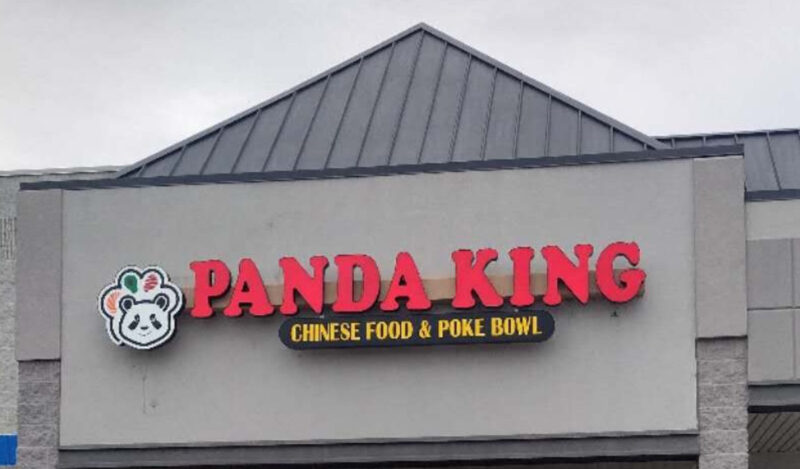 PANDA KING
CHINESE FOOD & POKE BOWL